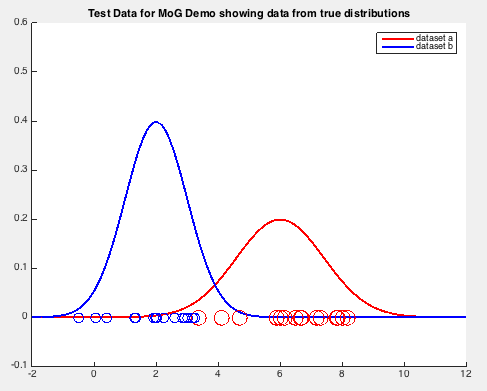 Test Data for MoG Demo showing data from true distributions
dataset a
dataset b
0.6
0.5
0.4
0.3
0.2
0.1
0
-0.1
-2 0 2 4 6 8 10 12